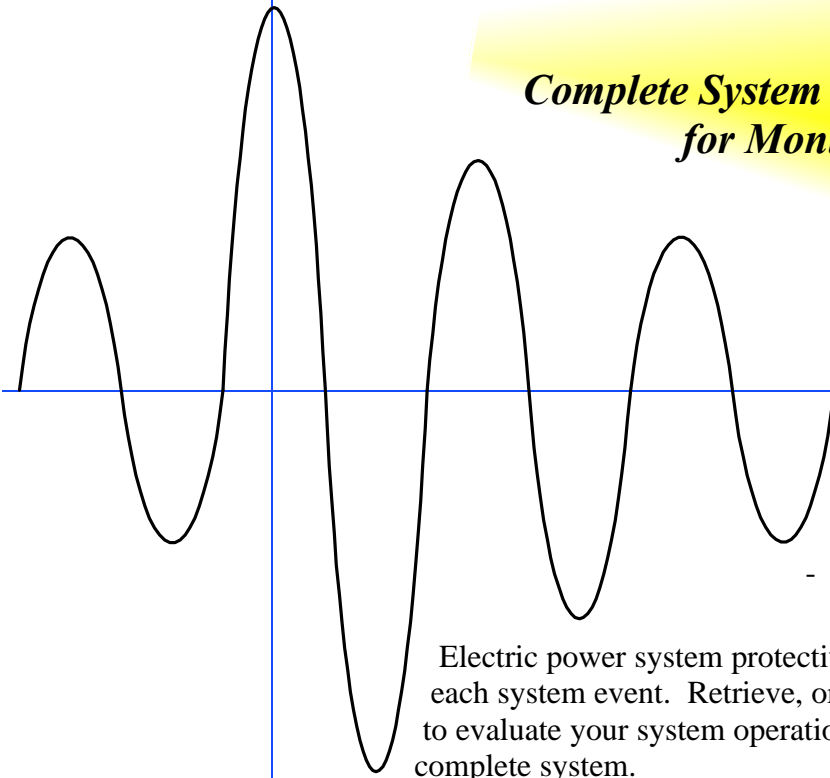 Complete System
for Mon
-
Electric power system protectiv
each system event. Retrieve, or
to evaluate your system operatio
complete system.